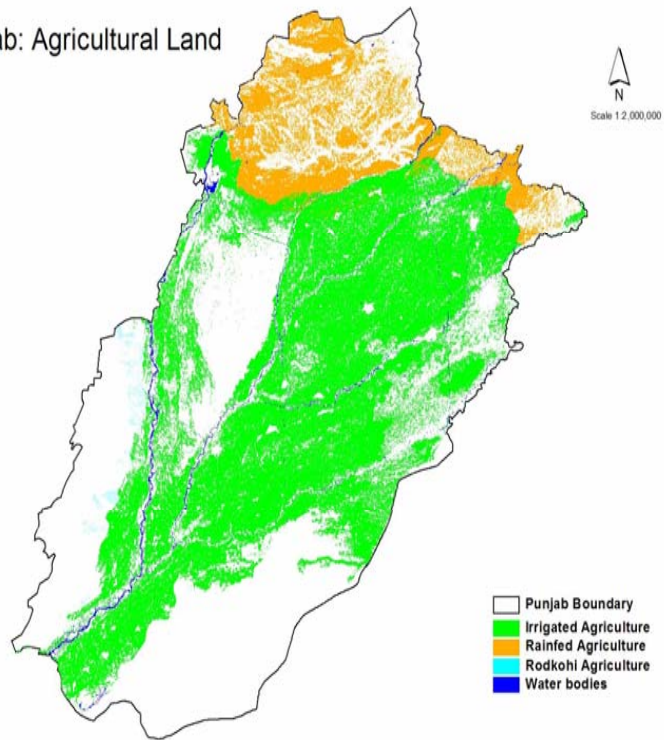 ab: Agricultural Land
N
Scale 1:2,000,000
Punjab Boundary
Irrigated Agriculture
Rainfed Agriculture
Rodkohi Agriculture
Water bodies